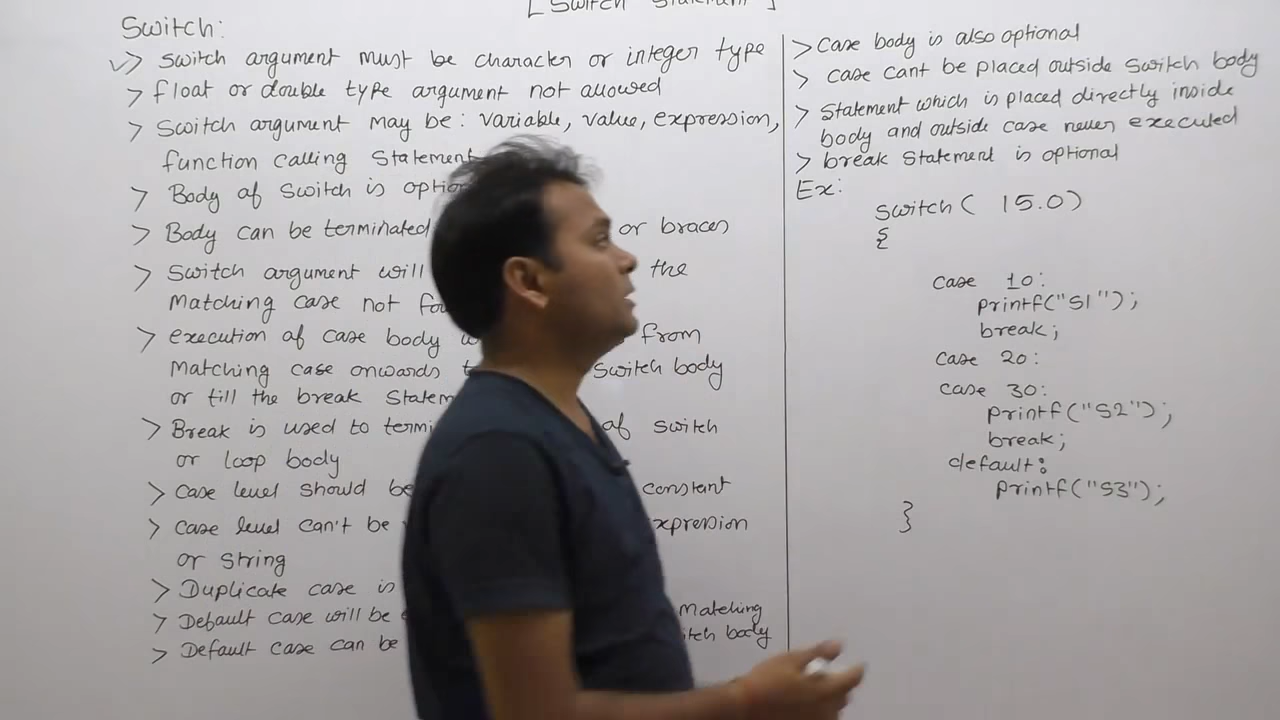 [ Switch Statement ]
Switch:
> Switch argument must be character or integer type
> float or double type argument not allowed
> Switch argument may be: variable, value, expression,
function calling Statement
> Body of Switch is
> Body can be terminated or braces
> Switch argument will the
Matching case not
> execution of case body from
Matching case onwards Switch body
or till the break
> Break is used to of switch
or loop body
> Case level should be constant
> Case level can't be
or string
> Duplicate case is
> Default case will be Matching
> Default case can be body
> Case body is also optional
> case cant be placed outside switch body
> Statement which is placed directly inside
body and outside case never executed
> break statement is optional
Ex:
Switch( 15.0)
{
case 10:
printf("S1");
break;
case 20:
case 30:
printf("S2");
break;
default:
printf("S3");
}